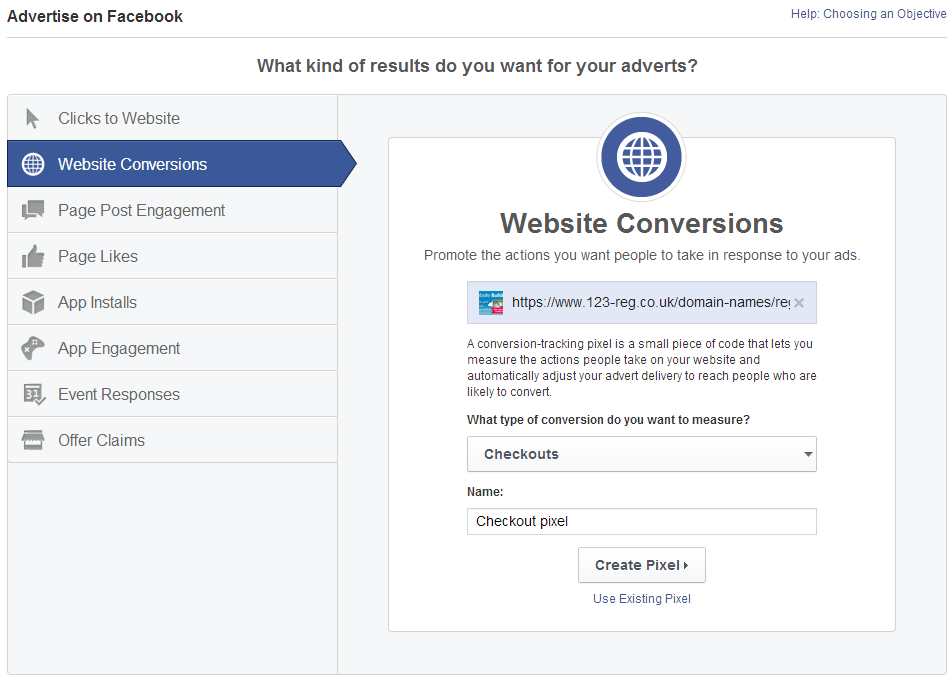 Advertise on Facebook
Help: Choosing an Objective
What kind of results do you want for your adverts?
Clicks to Website
Website Conversions
Page Post Engagement
Page Likes
App Installs
App Engagement
31
Event Responses
Offer Claims
Website Conversions
Promote the actions you want people to take in response to your ads.
https://www.123-reg.co.uk/domain-names/reg
A conversion-tracking pixel is a small piece of code that lets you
measure the actions people take on your website and
automatically adjust your advert delivery to reach people who are
likely to convert.
What type of conversion do you want to measure?
Checkouts
Name:
Checkout pixel
Create Pixel
Use Existing Pixel